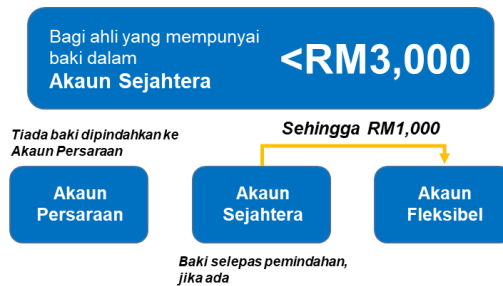 Bagi ahli yang mempunyai
baki dalam
Akaun Sejahtera
<RM3,000
Tiada baki dipindahkan ke
Akaun Persaraan
Sehingga RM1,000
Akaun
Persaraan
Akaun
Sejahtera
Akaun
Fleksibel
Baki selepas pemindahan,
jika ada